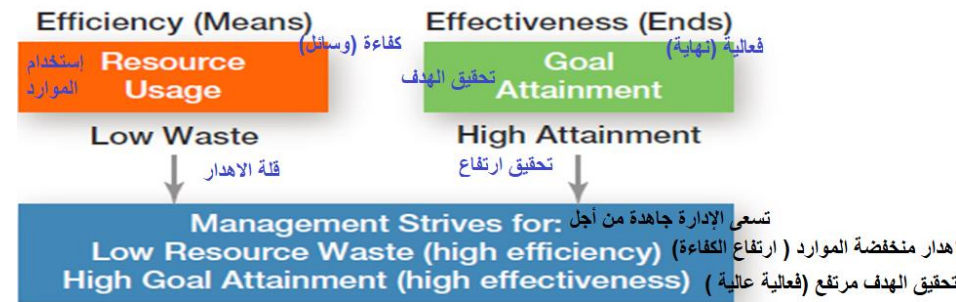 Efficiency (Means)
كفاءة (وسائل)
Effectiveness (Ends)
فعالية (نهاية)
Resource
Usage
إستخدام
الموارد
Goal
Attainment
تحقيق الهدف
Low Waste
قلة الاهدار
High Attainment
تحقيق ارتفاع
Management Strives for: تسعى الإدارة جاهدة من أجل
Low Resource Waste (high efficiency) اهدار منخفضة الموارد ( ارتفاع الكفاءة)
High Goal Attainment (high effectiveness) تحقيق الهدف مرتفع (فعالية عالية )